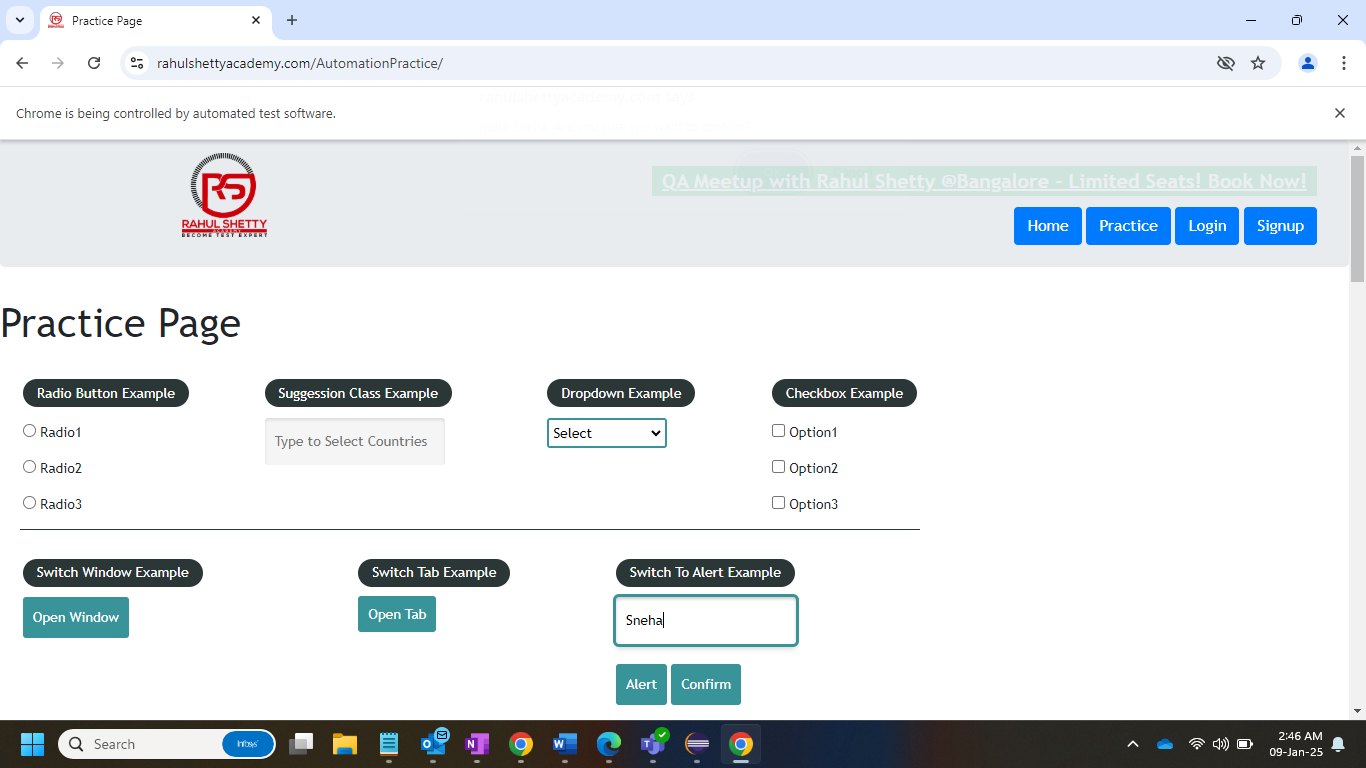 Practice Page
rahulshettyacademy.com/AutomationPractice/
Chrome is being controlled by automated test software.
RS
RAHUL SHETTY
ACADEMY
BECOME TEST EXPERT
QA Meetup with Rahul Shetty @Bangalore - Limited Seats! Book Now!
Home Practice Login Signup
Practice Page
Radio Button Example Suggession Class Example Dropdown Example Checkbox Example
Radio1 Type to Select Countries Select Option1
Radio2 Option2
Radio3 Option3
Switch Window Example Switch Tab Example Switch To Alert Example
Open Window Open Tab Sneha
Alert Confirm
Search Infosys
2:46 AM
09-Jan-25